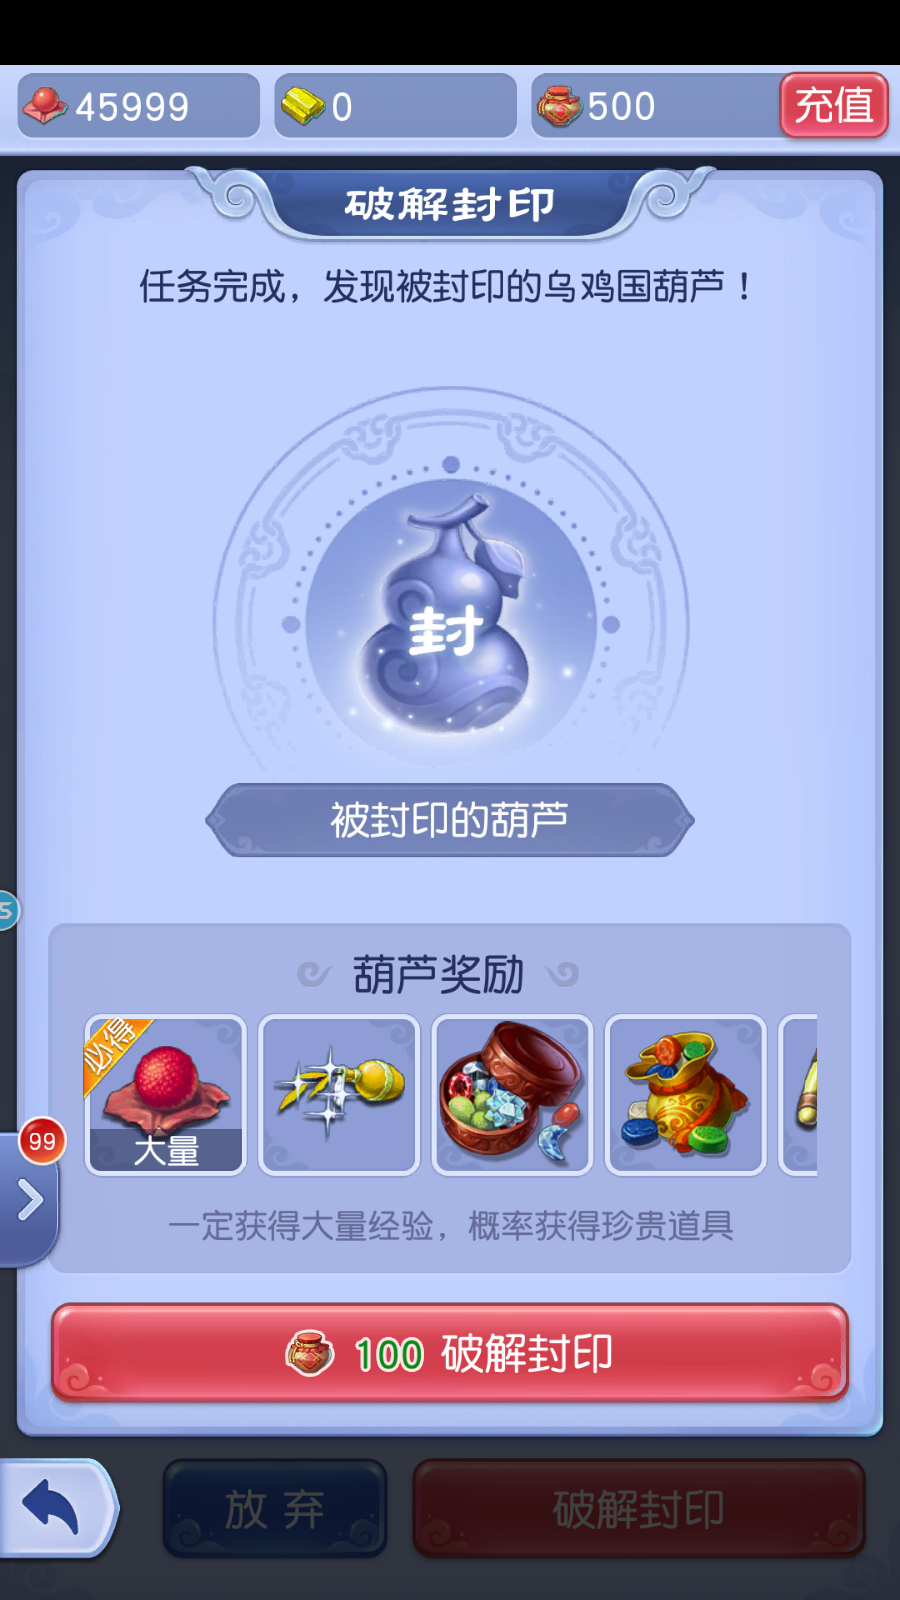 45999
0
500
充值
破解封印
任务完成，发现被封印的乌鸡国葫芦！
封
被封印的葫芦
5
葫芦奖励
必得
大量
99
一定获得大量经验，概率获得珍贵道具
100 破解封印
放弃
破解封印